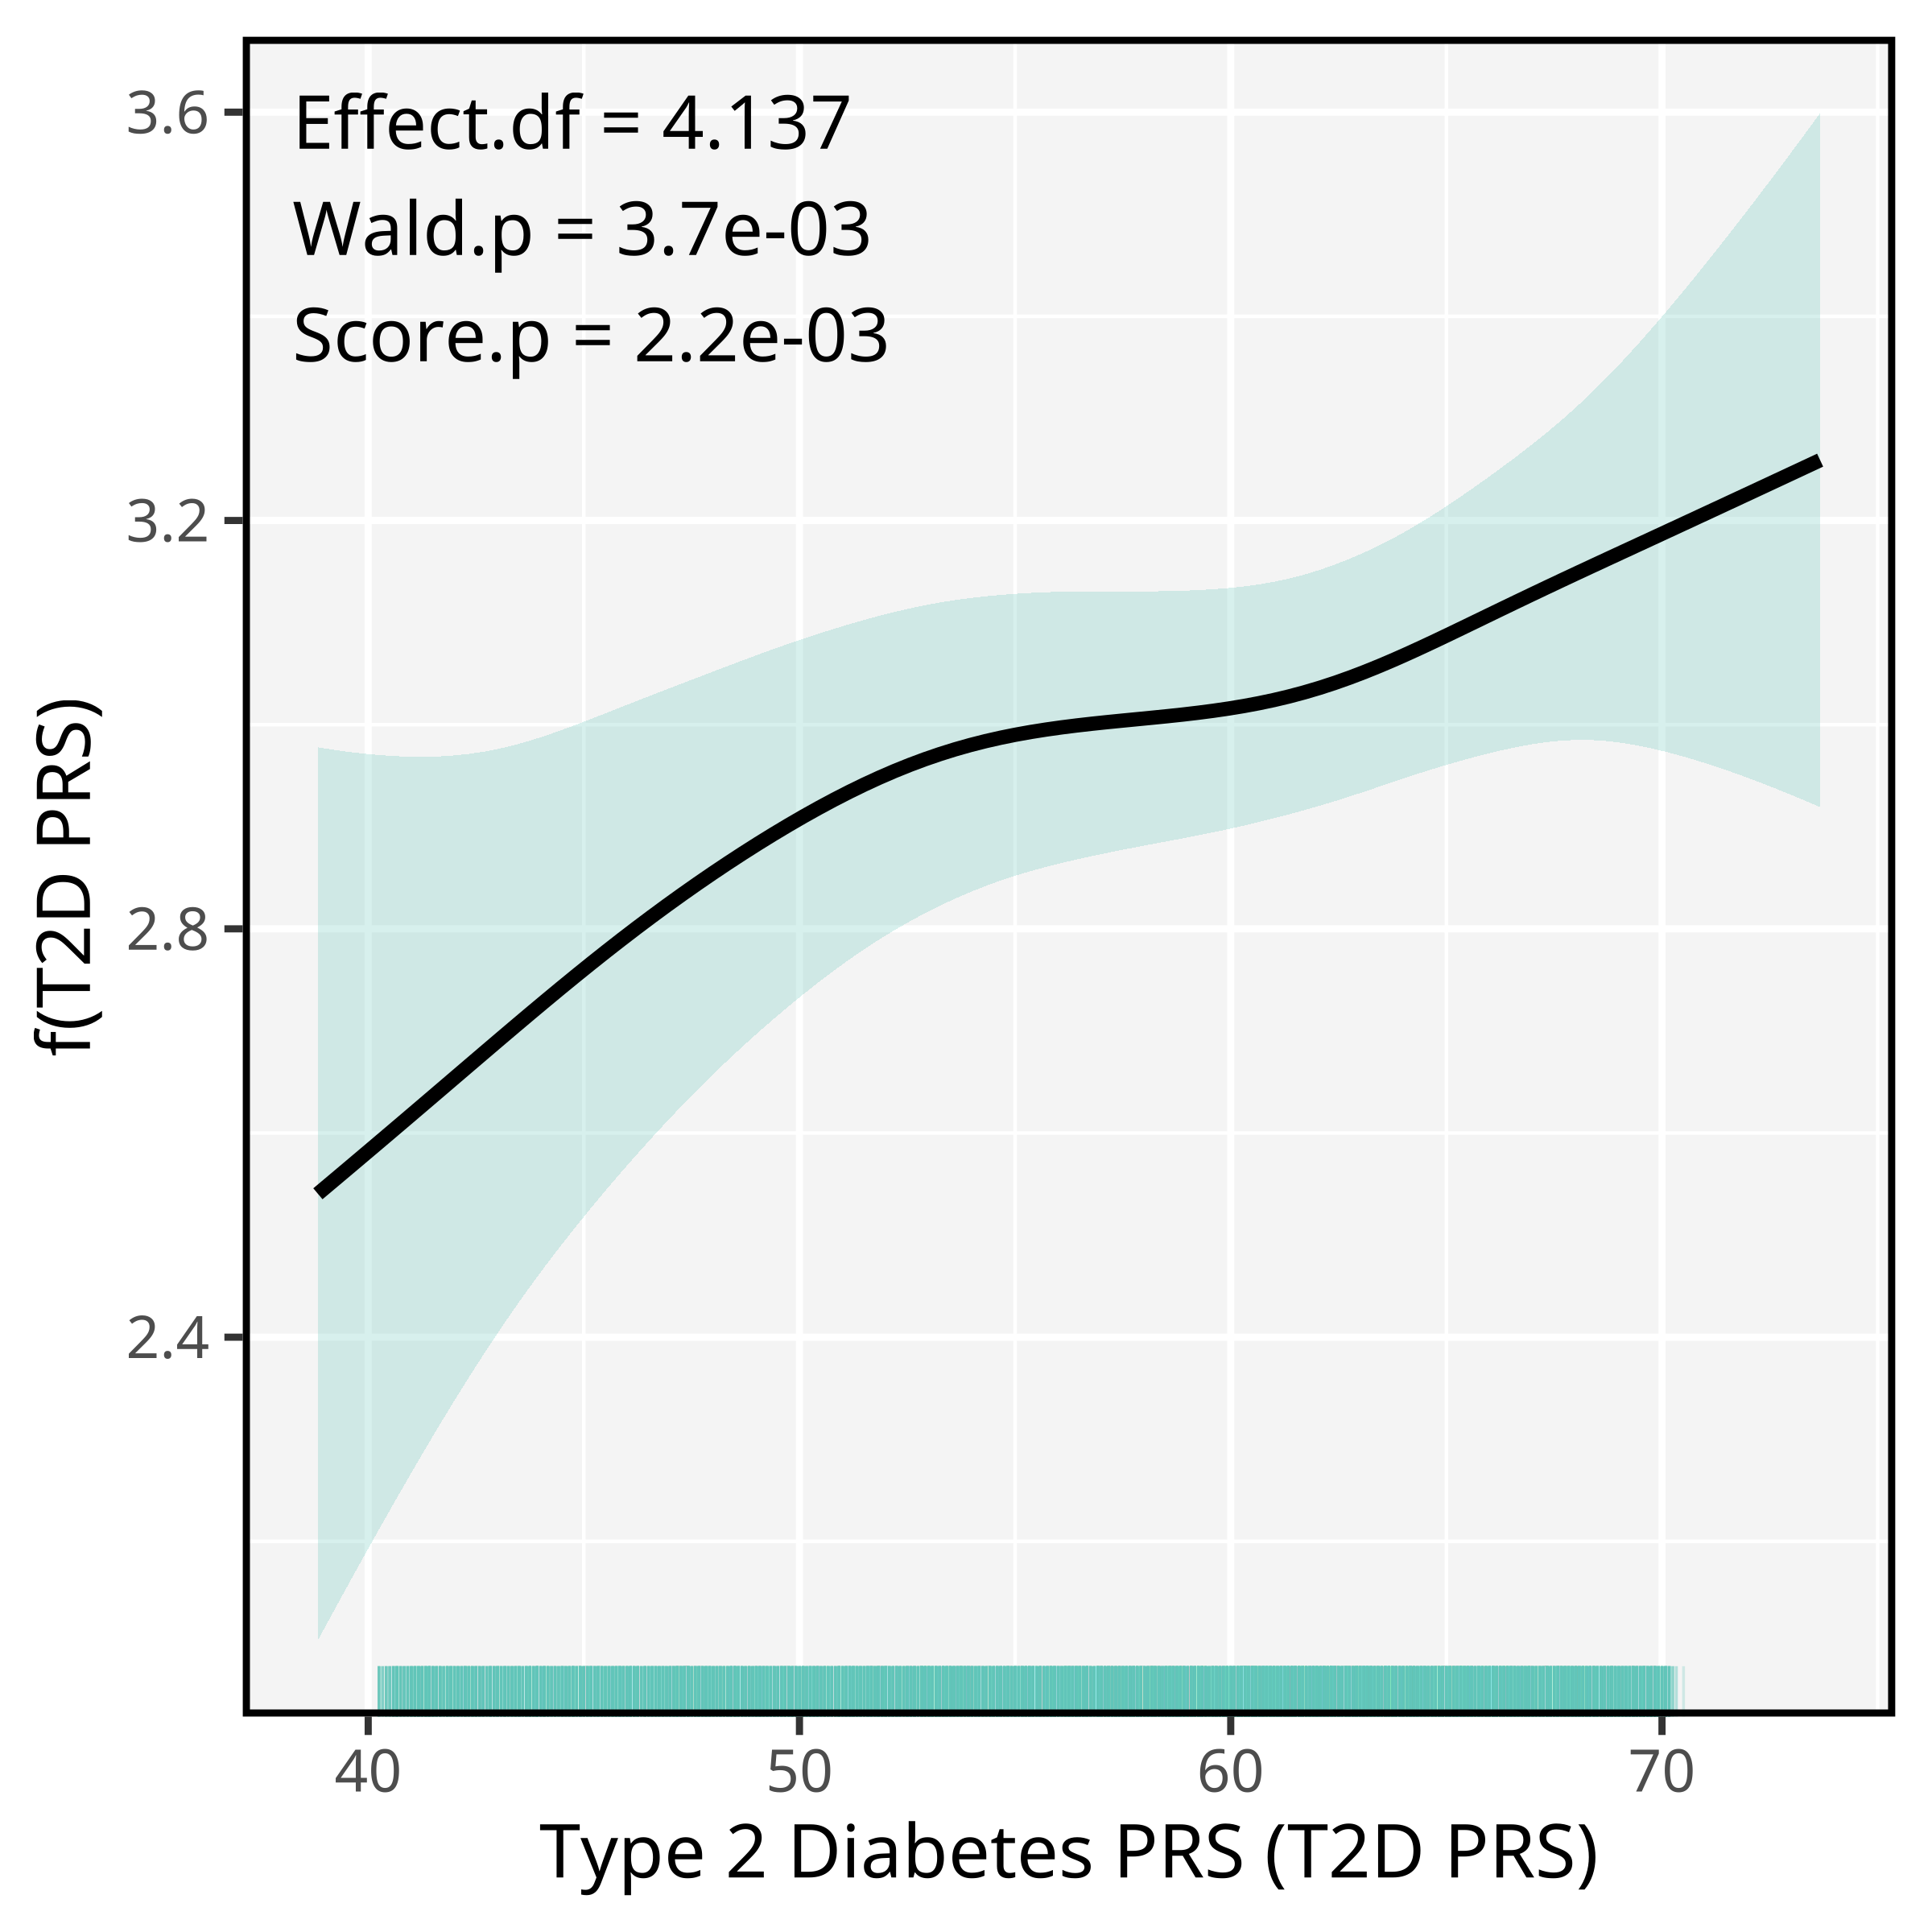 Effect.df = 4.137
Wald.p = 3.7e-03
Score.p = 2.2e-03
3.6
3.2
2.8
2.4
f(T2D PRS)
40 50 60 70
Type 2 Diabetes PRS (T2D PRS)